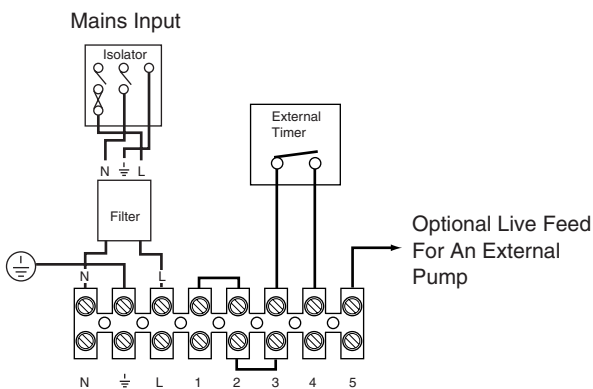 Mains Input
Isolator
External
Timer
N ⏚ L
Filter
Optional Live Feed
For An External
Pump
N L
N ⏚ L 1 2 3 4 5